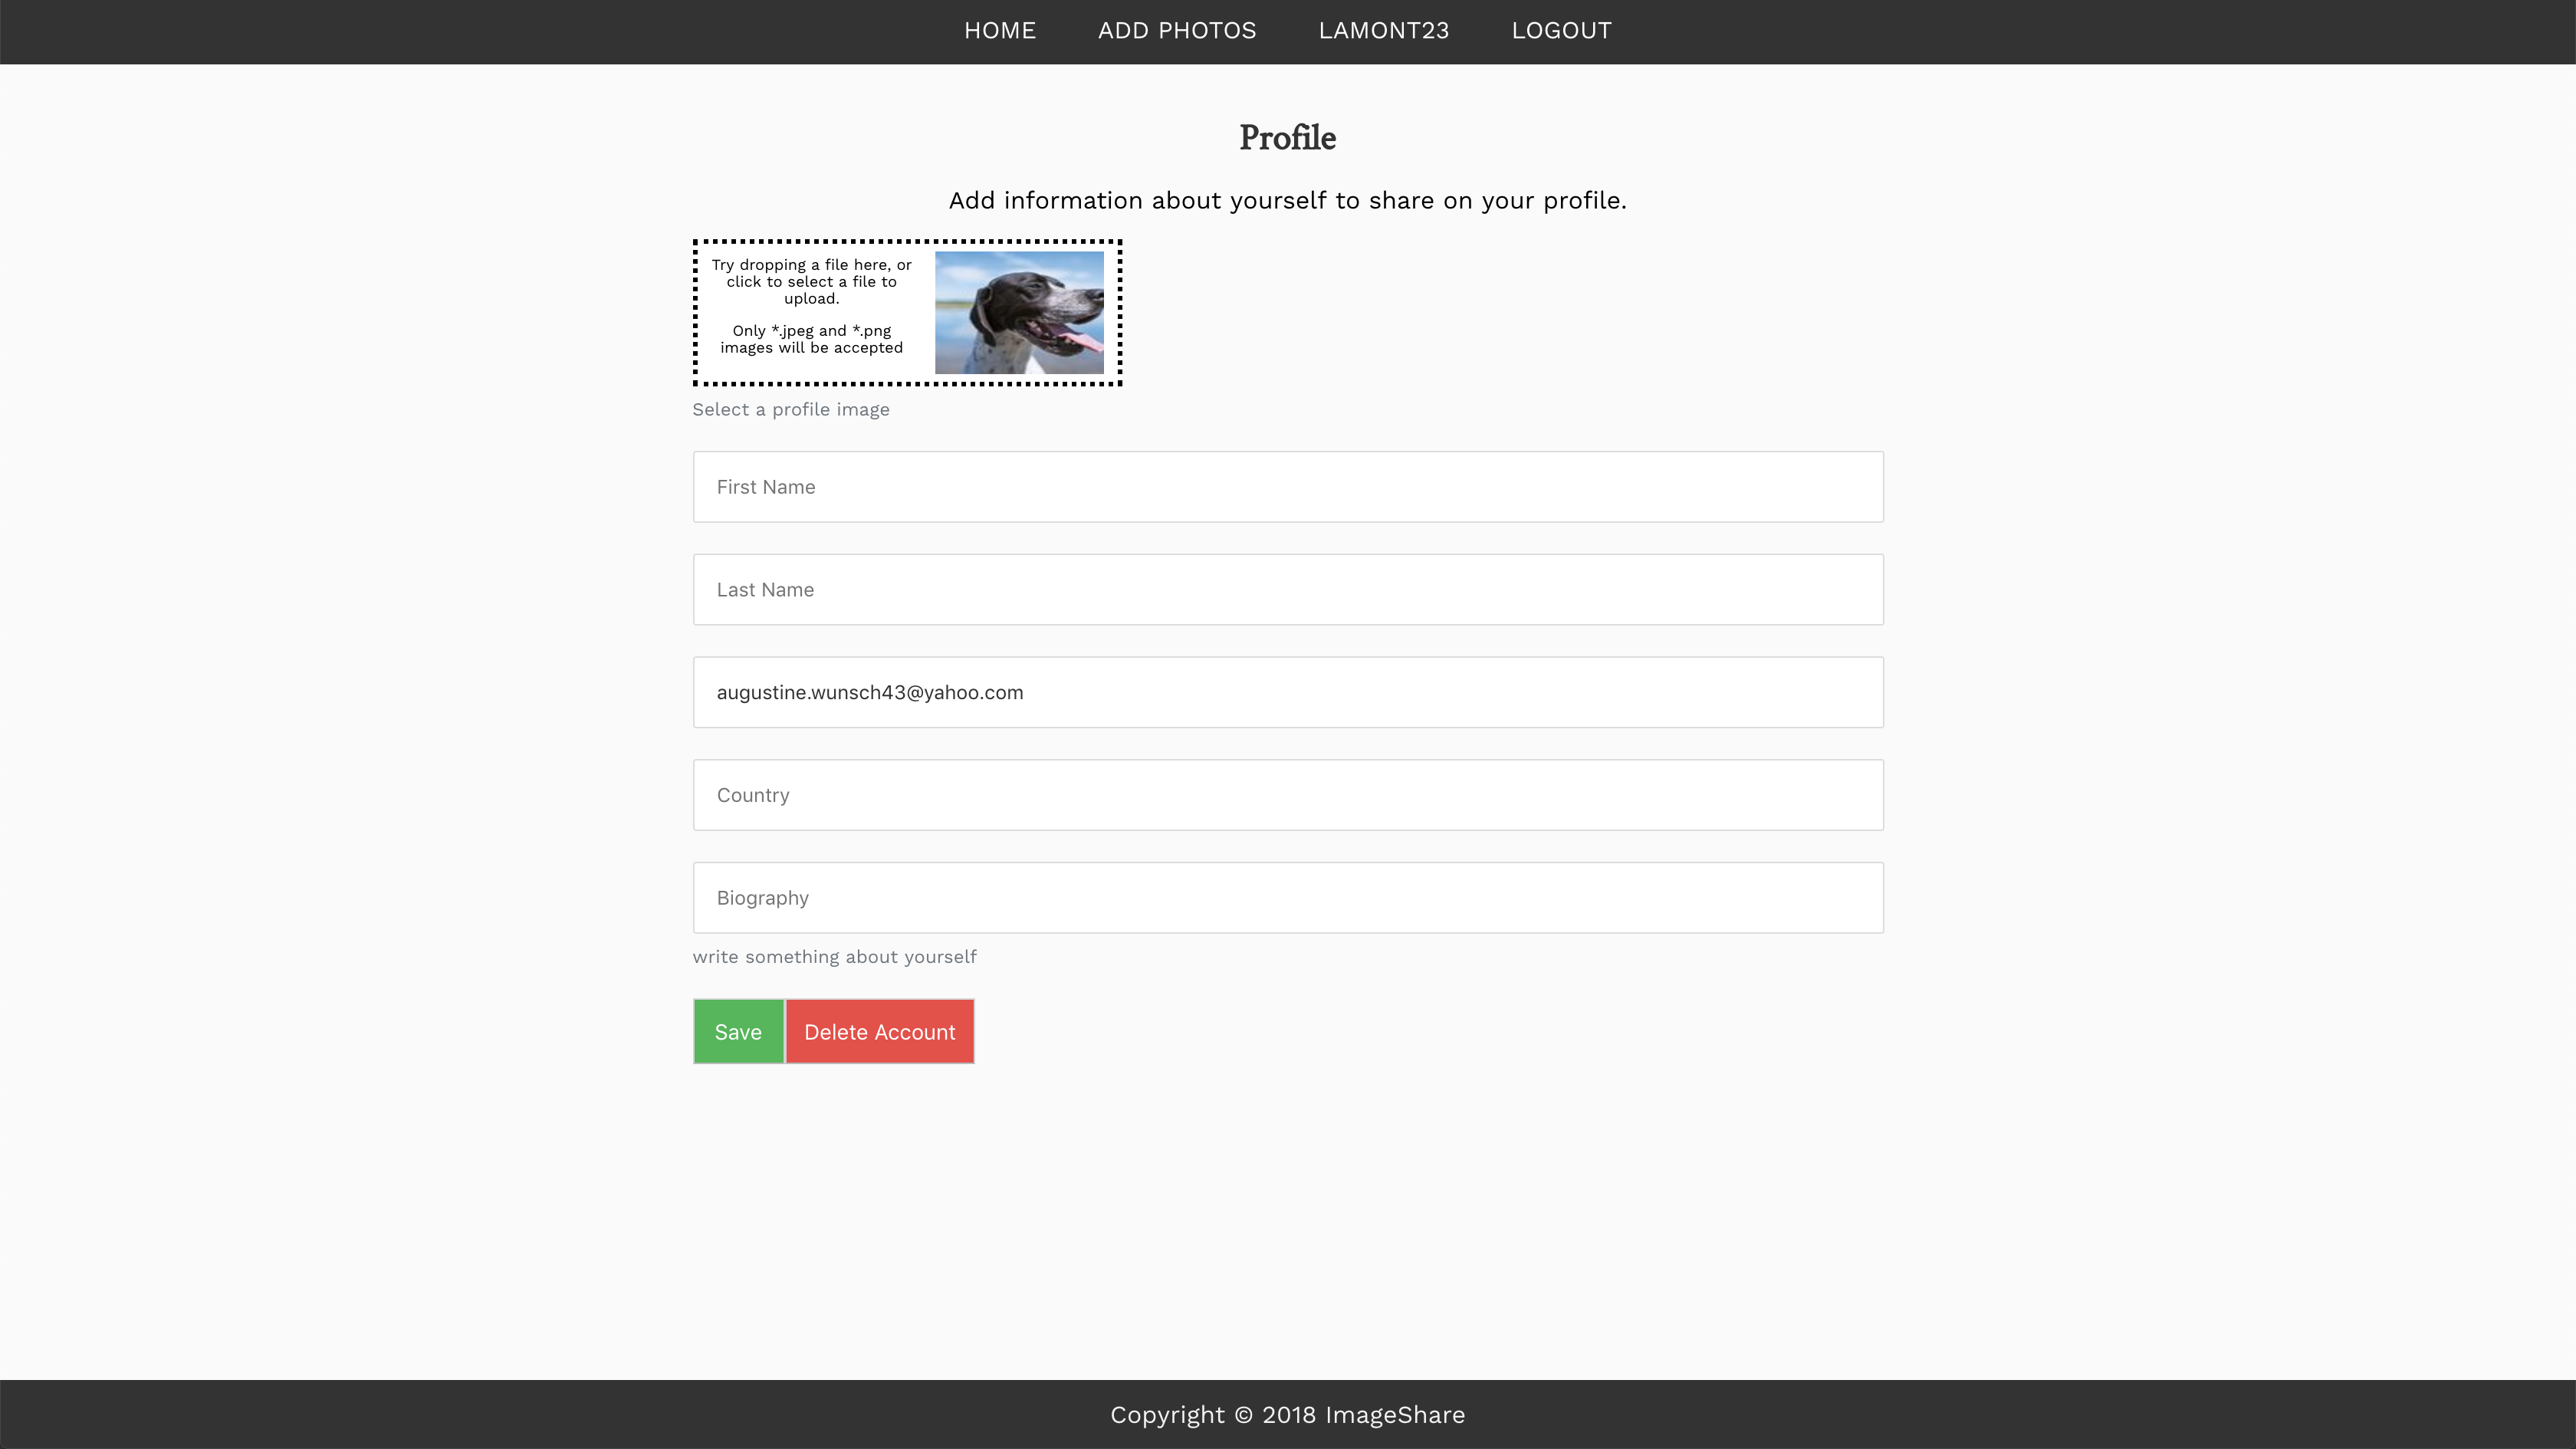 HOME ADD PHOTOS LAMONT23 LOGOUT
Profile
Add information about yourself to share on your profile.
Try dropping a file here, or
click to select a file to
upload.
Only *.jpeg and *.png
images will be accepted
Select a profile image
First Name
Last Name
augustine.wunsch43@yahoo.com
Country
Biography
write something about yourself
Save Delete Account
Copyright © 2018 ImageShare